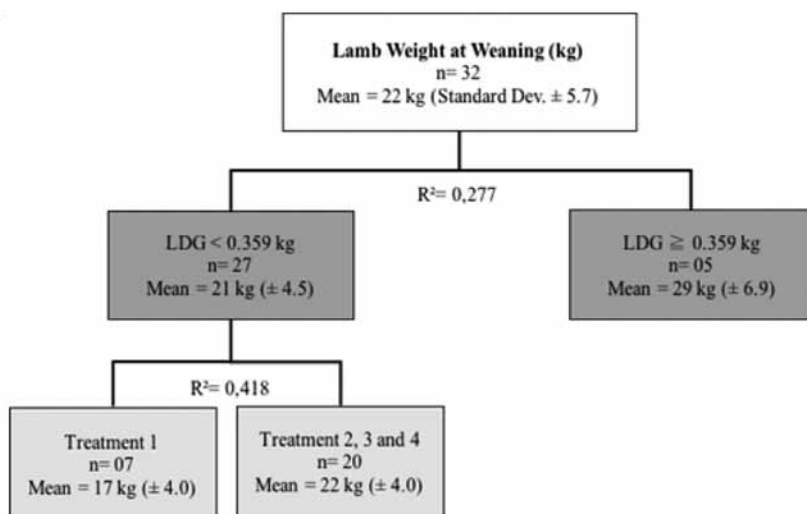 Lamb Weight at Weaning (kg)
n= 32
Mean = 22 kg (Standard Dev. ± 5.7)
R²= 0,277
LDG < 0.359 kg
n= 27
Mean = 21 kg (± 4.5)
LDG ≧ 0.359 kg
n= 05
Mean = 29 kg (± 6.9)
R²= 0,418
Treatment 1
n= 07
Mean = 17 kg (± 4.0)
Treatment 2, 3 and 4
n= 20
Mean = 22 kg (± 4.0)